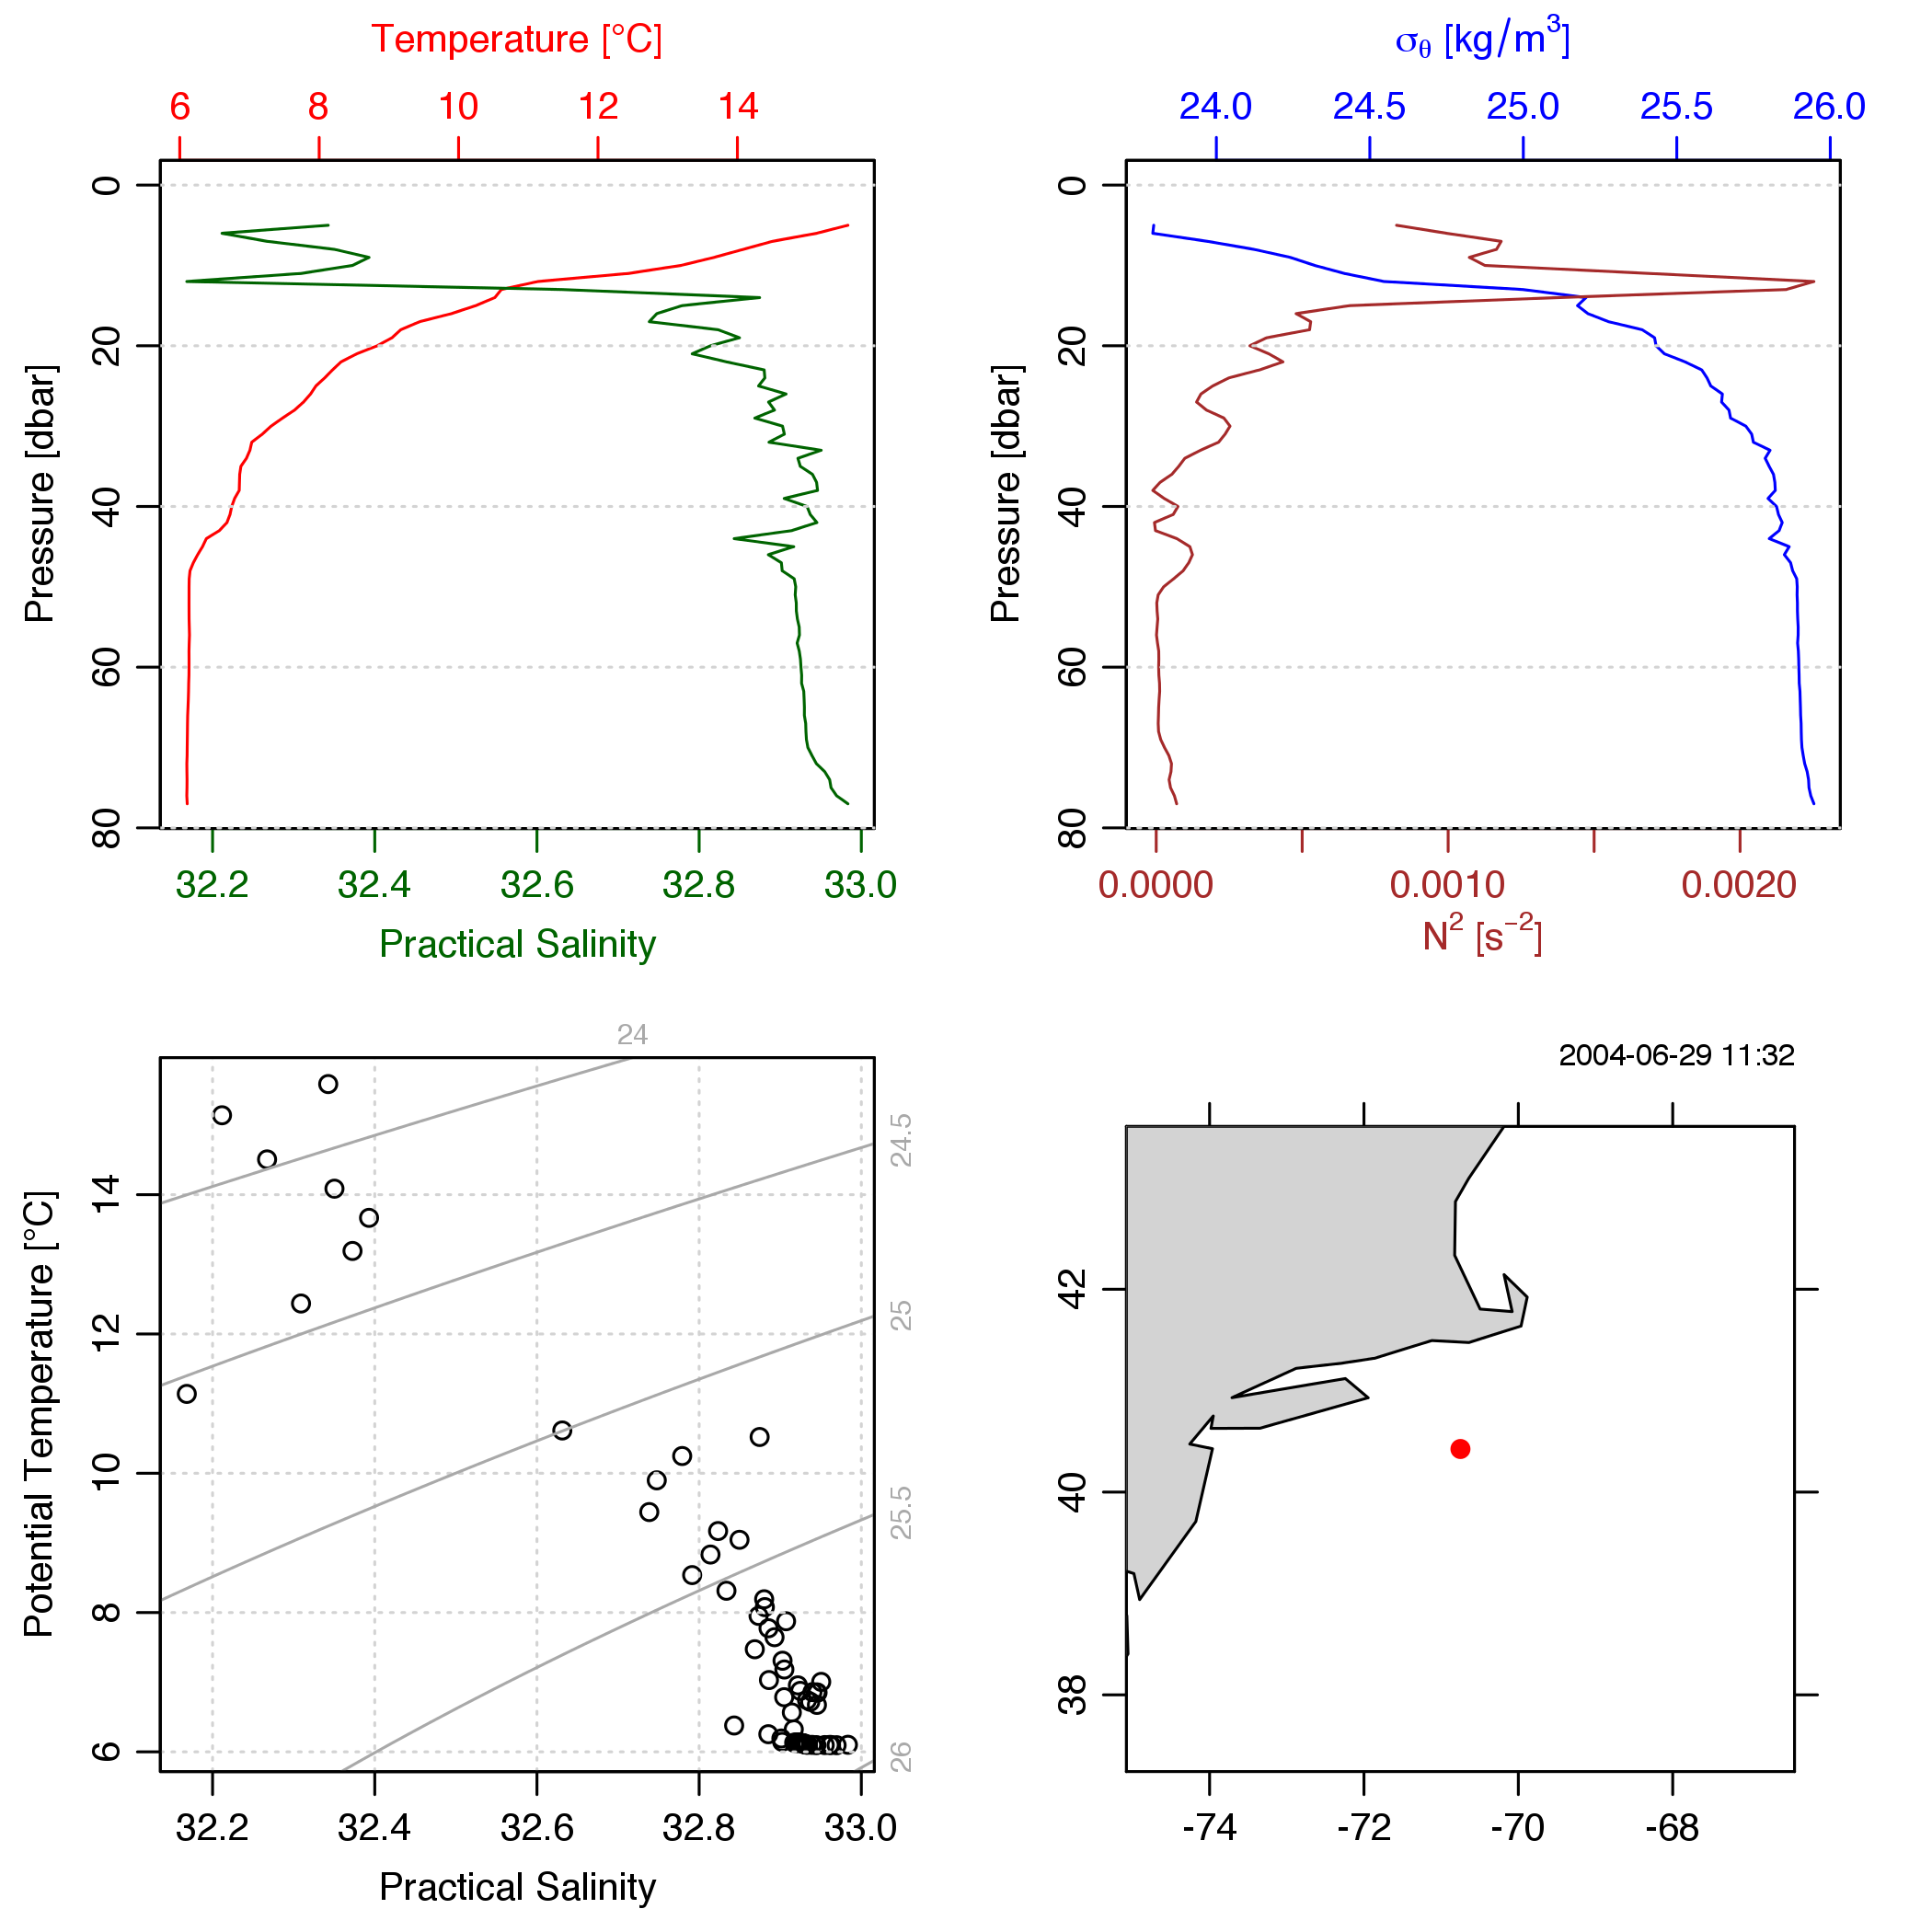 Temperature [°C]
6 8 10 12 14
0
20
40
60
80
Pressure [dbar]
32.2 32.4 32.6 32.8 33.0
Practical Salinity
σθ [kg/m³]
24.0 24.5 25.0 25.5 26.0
0
20
40
60
80
Pressure [dbar]
0.0000 0.0010 0.0020
N² [s⁻²]
24
24.5
25
25.5
26
14
12
10
8
6
Potential Temperature [°C]
32.2 32.4 32.6 32.8 33.0
Practical Salinity
2004-06-29 11:32
42
40
38
-74 -72 -70 -68